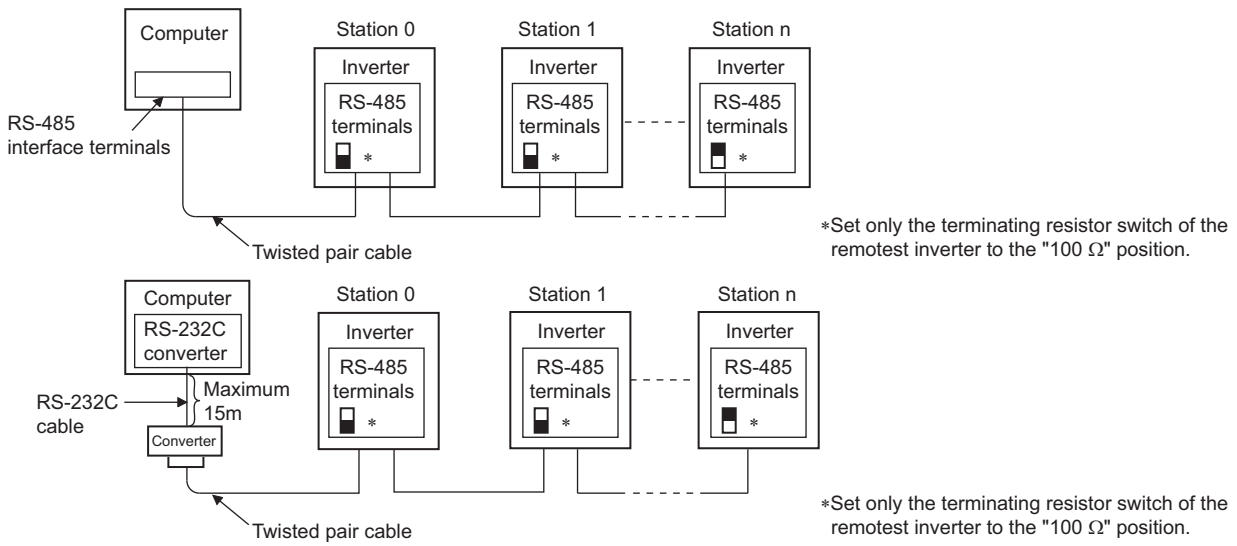 Computer
Station 0
Station 1
Station n
Inverter
Inverter
Inverter
RS-485
terminals
RS-485
terminals
RS-485
terminals
*
*
*
RS-485
interface terminals
Twisted pair cable
*Set only the terminating resistor switch of the
remotest inverter to the "100 Ω" position.
Computer
Station 0
Station 1
Station n
RS-232C
converter
Inverter
Inverter
Inverter
RS-485
terminals
RS-485
terminals
RS-485
terminals
*
*
*
RS-232C
cable
Maximum
15m
Converter
Twisted pair cable
*Set only the terminating resistor switch of the
remotest inverter to the "100 Ω" position.